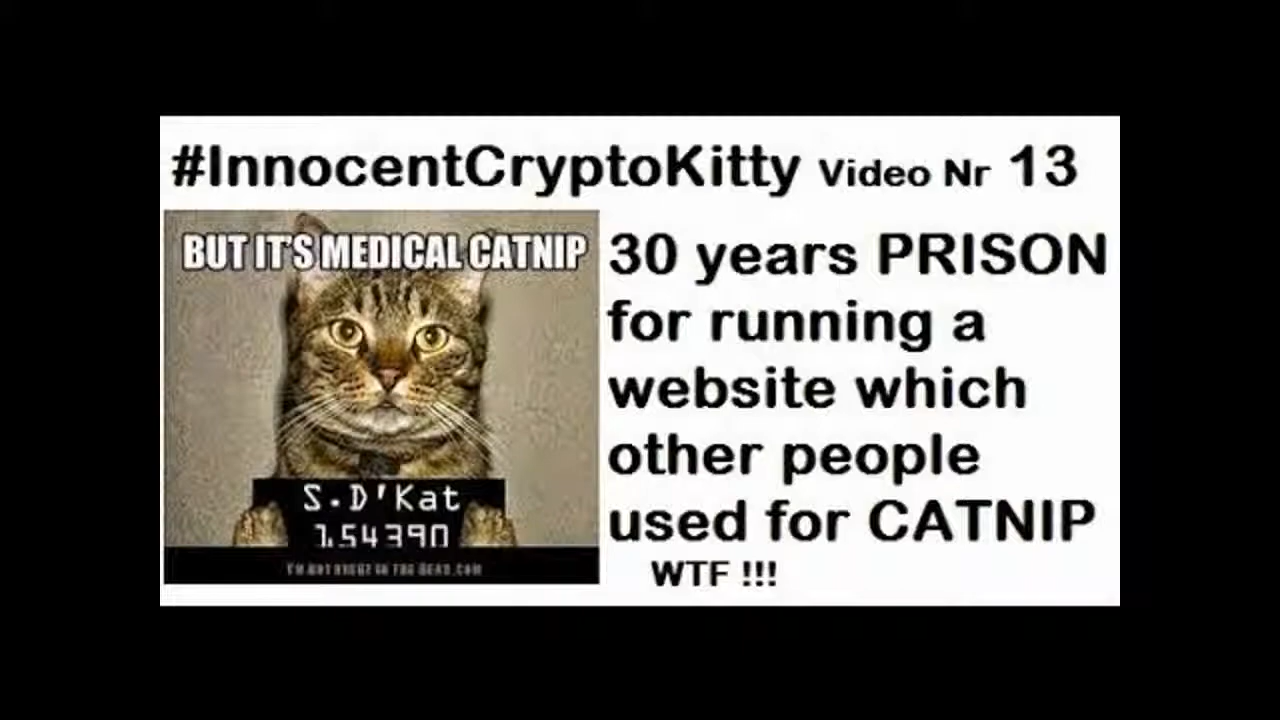 #InnocentCryptoKitty Video Nr 13
BUT IT'S MEDICAL CATNIP
S.D'Kat
154390
30 years PRISON
for running a
website which
other people
used for CATNIP
WTF !!!